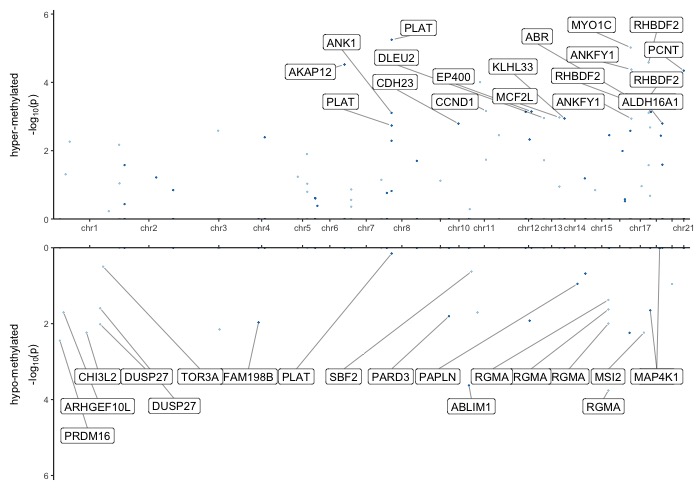 6
4
2
0
hyper-methylated
-log10(p)
PLAT
ANK1
AKAP12
DLEU2
CDH23
PLAT
EP400
CCND1
ABR
KLHL33
MCF2L
MYO1C
RHBDF2
ANKFY1
PCNT
RHBDF2
RHBDF2
ANKFY1
ALDH16A1
chr1 chr2 chr3 chr4 chr5 chr6 chr7 chr8 chr10 chr11 chr12 chr13 chr14 chr15 chr17 chr19 chr21
0
2
4
6
hypo-methylated
-log10(p)
CHI3L2 DUSP27 TOR3A FAM198B PLAT SBF2 PARD3 PAPLN RGMA RGMA RGMA MSI2 MAP4K1
ARHGEF10L DUSP27 ABLIM1 RGMA
PRDM16